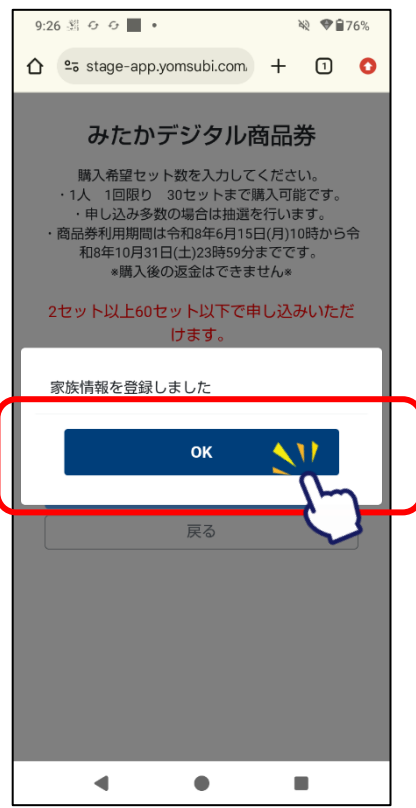 9:26
76%
stage-app.yomsubi.com
1
みたかデジタル商品券
購入希望セット数を入力してください。
・1人　1回限り　30セットまで購入可能です。
・申し込み多数の場合は抽選を行います。
・商品券利用期間は令和8年6月15日(月)10時から令
和8年10月31日(土)23時59分までです。
※購入後の返金はできません※
2セット以上60セット以下で申し込みいただ
けます。
家族情報を登録しました
OK
戻る